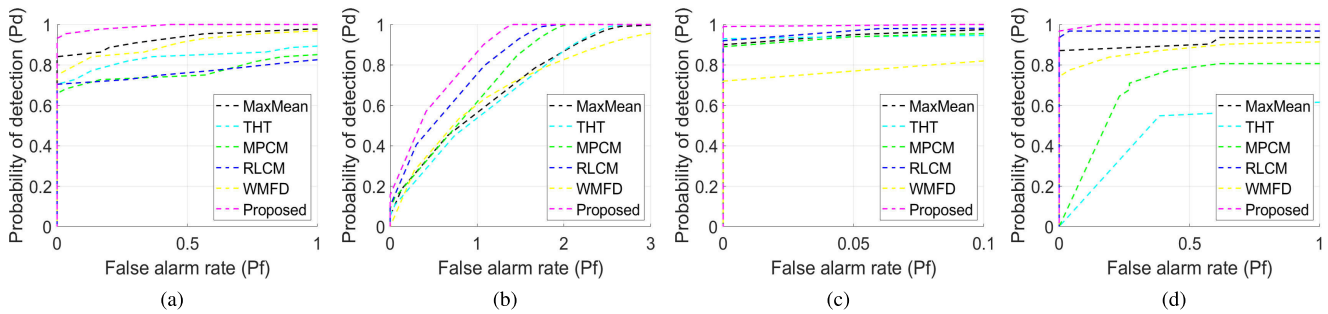 Probability of detection (Pd)
1
0.8
0.6
0.4
0.2
0
MaxMean
THT
MPCM
RLCM
WMFD
Proposed
0
0.5
1
False alarm rate (Pf)
(a)
Probability of detection (Pd)
1
0.8
0.6
0.4
0.2
0
MaxMean
THT
MPCM
RLCM
WMFD
Proposed
0
1
2
3
False alarm rate (Pf)
(b)
Probability of detection (Pd)
1
0.8
0.6
0.4
0.2
0
MaxMean
THT
MPCM
RLCM
WMFD
Proposed
0
0.05
0.1
False alarm rate (Pf)
(c)
Probability of detection (Pd)
1
0.8
0.6
0.4
0.2
0
MaxMean
THT
MPCM
RLCM
WMFD
Proposed
0
0.5
1
False alarm rate (Pf)
(d)